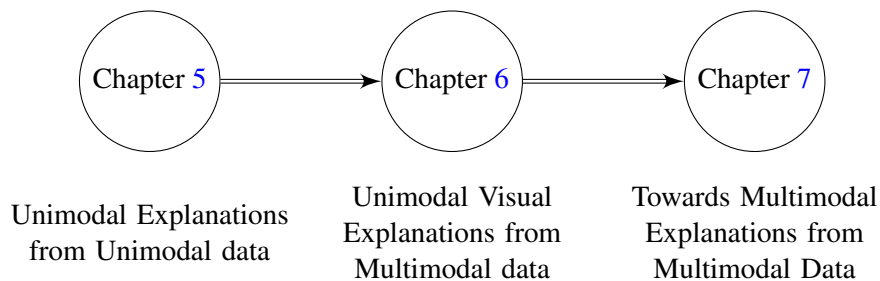 Chapter 5
Chapter 6
Chapter 7
Unimodal Explanations
from Unimodal data
Unimodal Visual
Explanations from
Multimodal data
Towards Multimodal
Explanations from
Multimodal Data